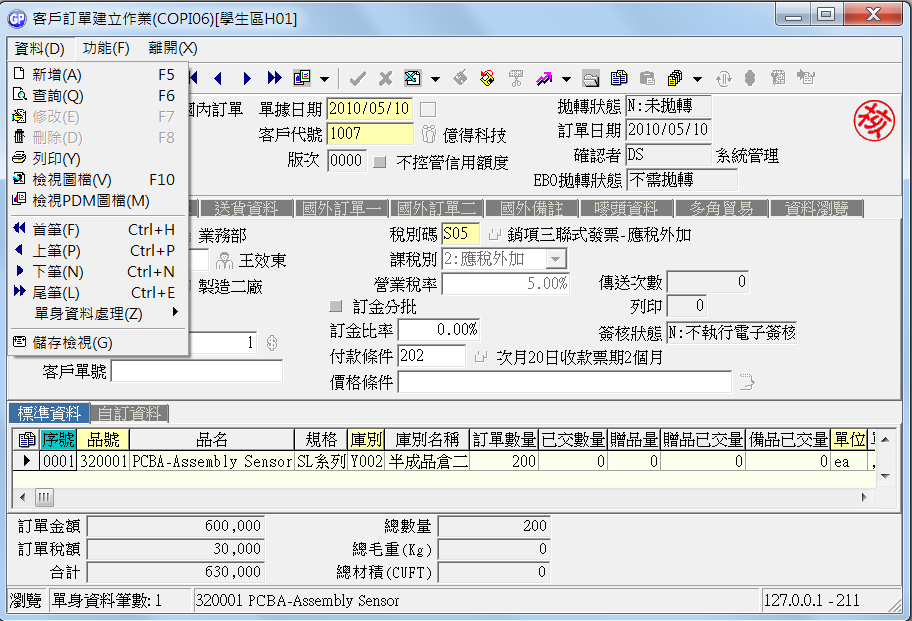 客戶訂單建立作業(COPI06)[學生區H01]
資料(D) 功能(F) 離開(X)
新增(A) F5
查詢(Q) F6
修改(E) F7
刪除(D) F8
列印(Y)
檢視圖檔(V) F10
檢視PDM圖檔(M)
首筆(F) Ctrl+H
上筆(P) Ctrl+P
下筆(N) Ctrl+N
尾筆(L) Ctrl+E
單身資料處理(Z)
儲存檢視(G)
國內訂單 單據日期 2010/05/10 拋轉狀態 N:未拋轉
客戶代號 1007 億得科技 訂單日期 2010/05/10
版次 0000 不控管信用額度 確認者 DS 系統管理
EBO拋轉狀態 不需拋轉
核
送貨資料 國外訂單一 國外訂單二 國外備註 嘜頭資料 多角貿易 資料瀏覽
業務部 稅別碼 S05 銷項三聯式發票-應稅外加
王效東 課稅別 2:應稅外加
製造二廠 營業稅率 5.00% 傳送次數 0
訂金分批 列印 0
1 訂金比率 0.00% 簽核狀態 N:不執行電子簽核
付款條件 202 次月20日收款票期2個月
客戶單號 價格條件
標準資料 自訂資料
序號 品號 品名 規格 庫別 庫別名稱 訂單數量 已交數量 贈品量 贈品已交量 備品已交量 單位
0001 320001 PCBA-Assembly Sensor SL系列 Y002 半成品倉二 200 0 0 0 0 ea
訂單金額 600,000 總數量 200
訂單稅額 30,000 總毛重(Kg) 0
合計 630,000 總材積(CUFT) 0
瀏覽 單身資料筆數: 1 320001 PCBA-Assembly Sensor 127.0.0.1 - 211